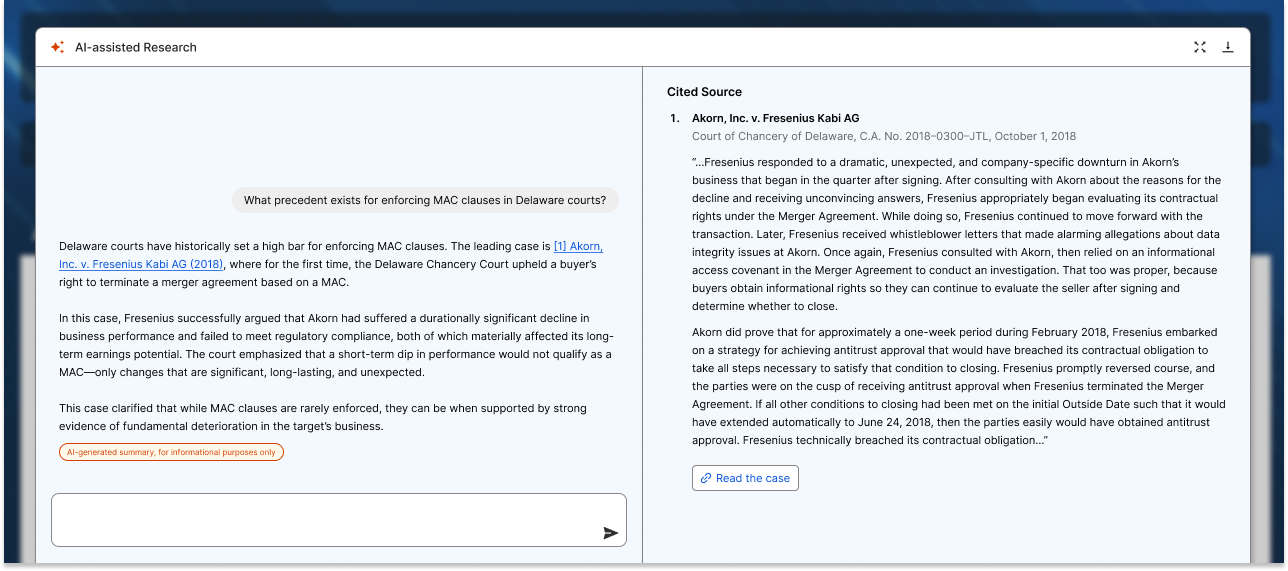 AI-assisted Research
What precedent exists for enforcing MAC clauses in Delaware courts?
Delaware courts have historically set a high bar for enforcing MAC clauses. The leading case is [1] Akorn,
Inc. v. Fresenius Kabi AG (2018), where for the first time, the Delaware Chancery Court upheld a buyer’s
right to terminate a merger agreement based on a MAC.
In this case, Fresenius successfully argued that Akorn had suffered a durationally significant decline in
business performance and failed to meet regulatory compliance, both of which materially affected its long-
term earnings potential. The court emphasized that a short-term dip in performance would not qualify as a
MAC—only changes that are significant, long-lasting, and unexpected.
This case clarified that while MAC clauses are rarely enforced, they can be when supported by strong
evidence of fundamental deterioration in the target’s business.
AI-generated summary, for informational purposes only
Cited Source
1. Akorn, Inc. v. Fresenius Kabi AG
Court of Chancery of Delaware, C.A. No. 2018–0300–JTL, October 1, 2018
“…Fresenius responded to a dramatic, unexpected, and company-specific downturn in Akorn’s
business that began in the quarter after signing. After consulting with Akorn about the reasons for the
decline and receiving unconvincing answers, Fresenius appropriately began evaluating its contractual
rights under the Merger Agreement. While doing so, Fresenius continued to move forward with the
transaction. Later, Fresenius received whistleblower letters that made alarming allegations about data
integrity issues at Akorn. Once again, Fresenius consulted with Akorn, then relied on an informational
access covenant in the Merger Agreement to conduct an investigation. That too was proper, because
buyers obtain informational rights so they can continue to evaluate the seller after signing and
determine whether to close.
Akorn did prove that for approximately a one-week period during February 2018, Fresenius embarked
on a strategy for achieving antitrust approval that would have breached its contractual obligation to
take all steps necessary to satisfy that condition to closing. Fresenius promptly reversed course, and
the parties were on the cusp of receiving antitrust approval when Fresenius terminated the Merger
Agreement. If all other conditions to closing had been met on the initial Outside Date such that it would
have extended automatically to June 24, 2018, then the parties easily would have obtained antitrust
approval. Fresenius technically breached its contractual obligation…”
Read the case